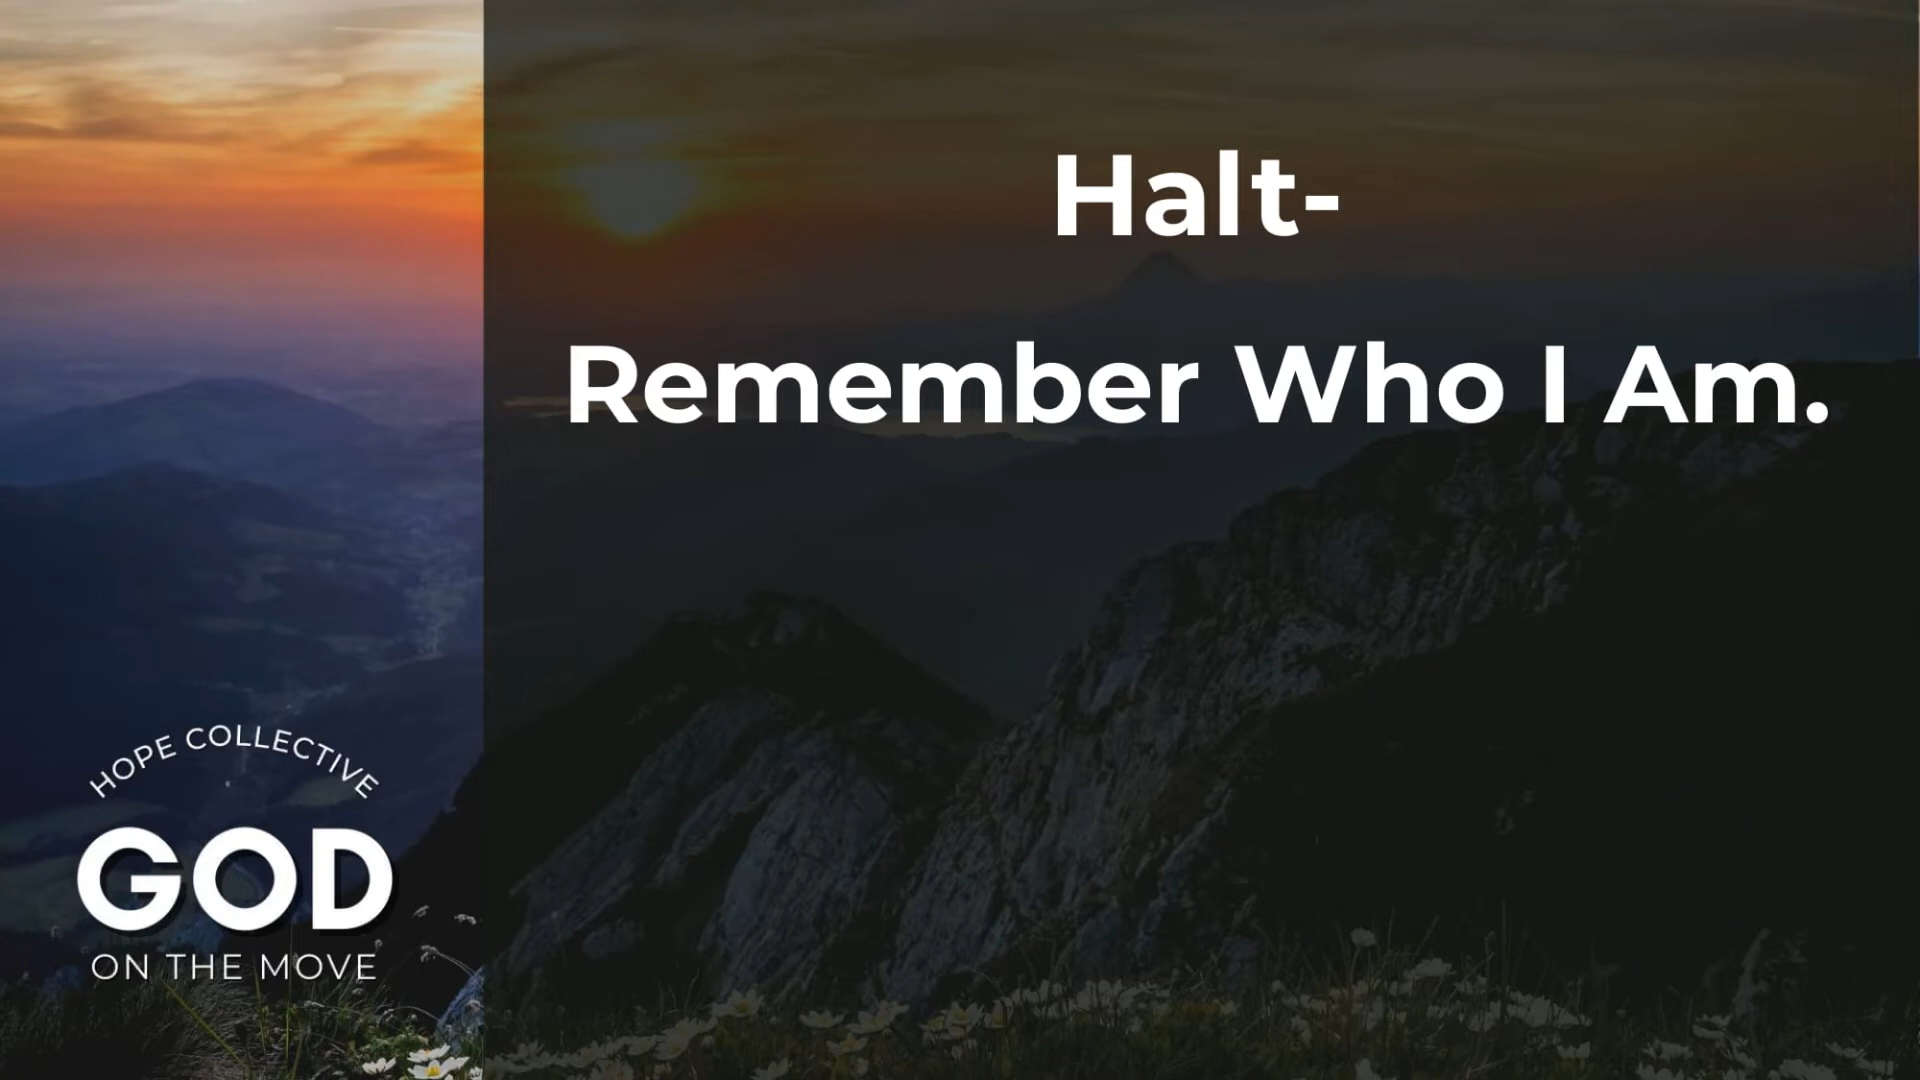 Halt-
Remember Who I Am.
HOPE COLLECTIVE
GOD
ON THE MOVE